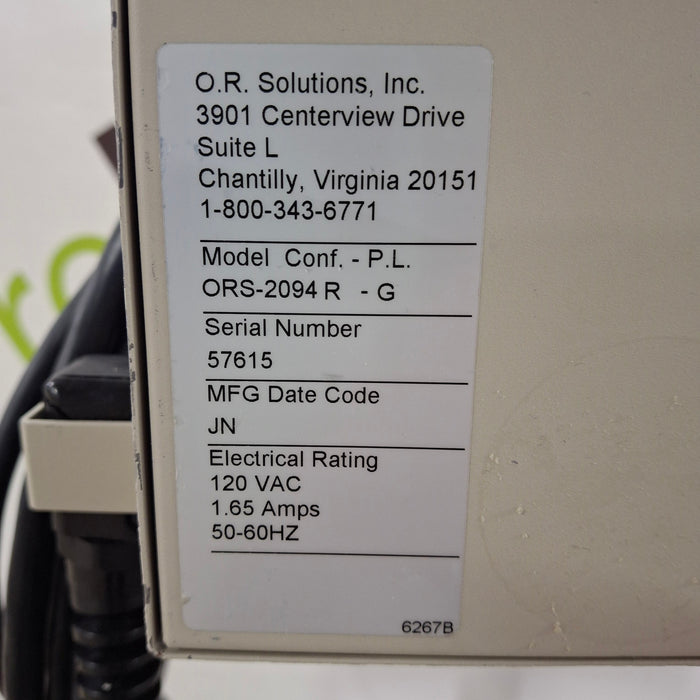 O.R. Solutions, Inc.
3901 Centerview Drive
Suite L
Chantilly, Virginia 20151
1-800-343-6771
Model Conf. - P.L.
ORS-2094 R - G
Serial Number
57615
MFG Date Code
JN
Electrical Rating
120 VAC
1.65 Amps
50-60HZ
6267B